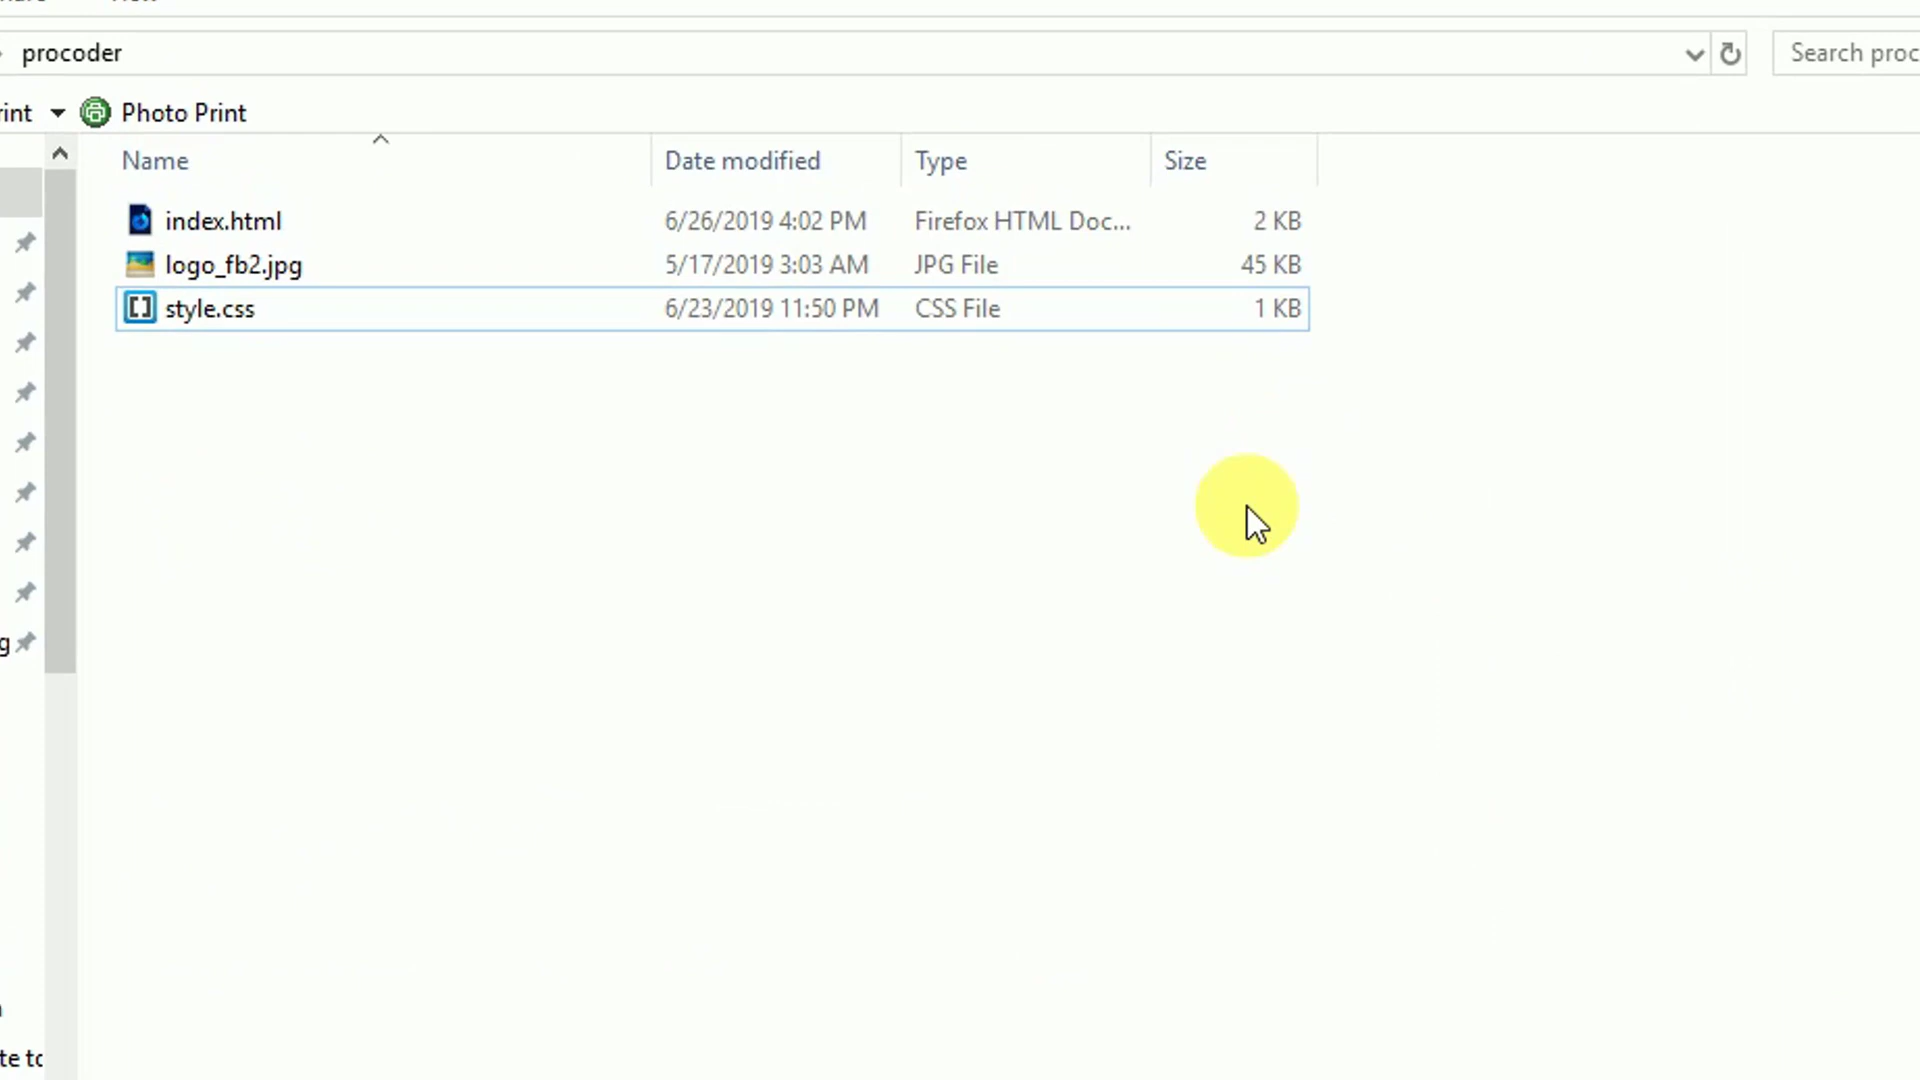 procoder
Search proc
Photo Print
Name
Date modified
Type
Size
index.html
6/26/2019 4:02 PM
Firefox HTML Doc...
2 KB
logo_fb2.jpg
5/17/2019 3:03 AM
JPG File
45 KB
style.css
6/23/2019 11:50 PM
CSS File
1 KB